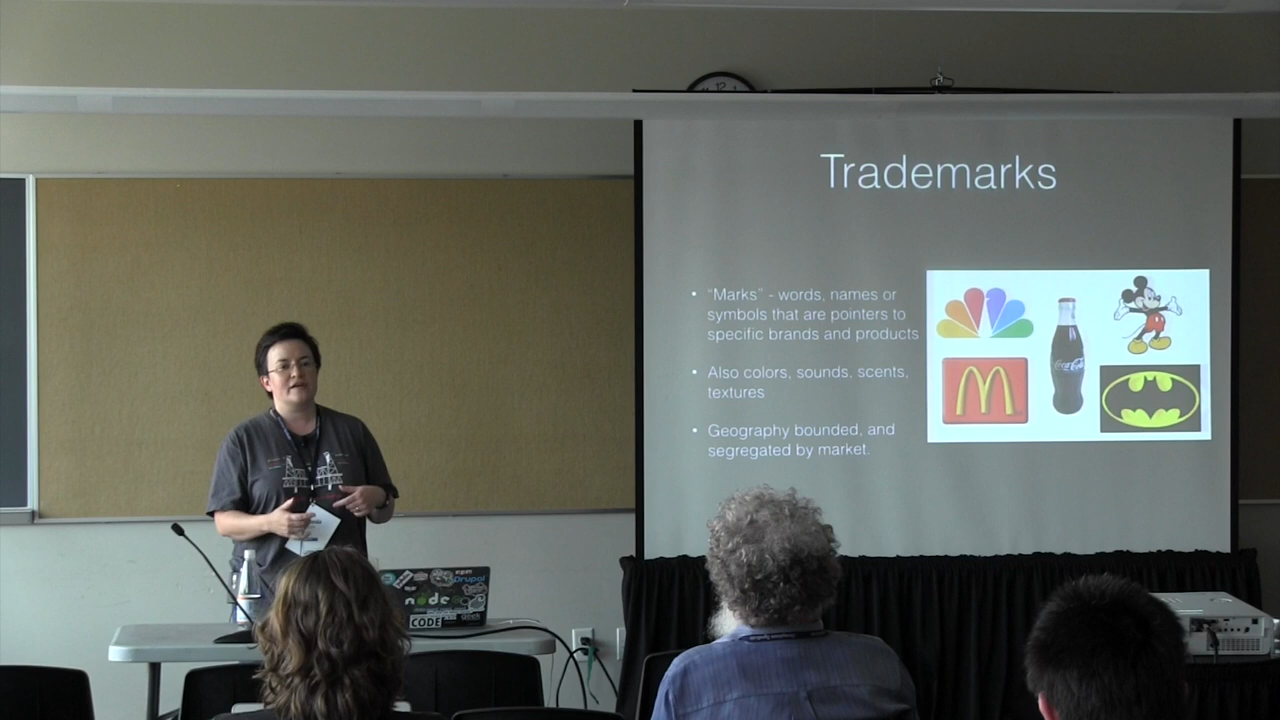 12
Trademarks
• “Marks” - words, names or
symbols that are pointers to
specific brands and products
• Also colors, sounds, scents,
textures
• Geography bounded, and
segregated by market.
Coca-Cola
Drupal
node
CODE